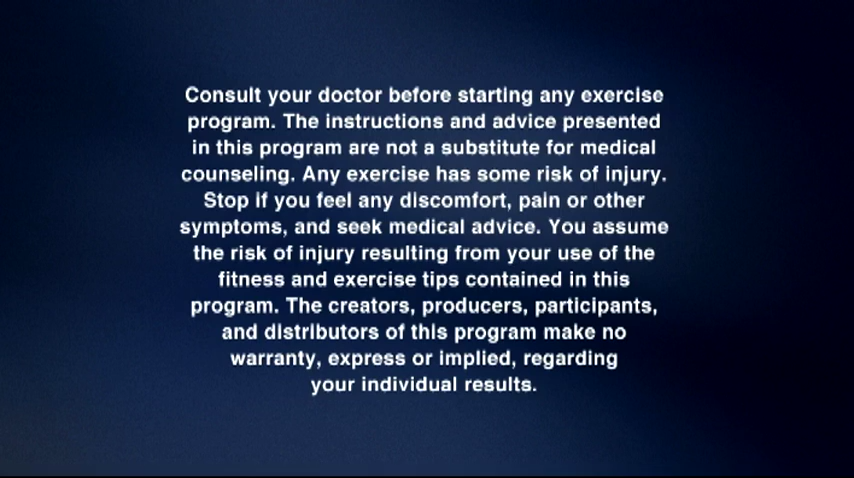 Consult your doctor before starting any exercise
program. The instructions and advice presented
in this program are not a substitute for medical
counseling. Any exercise has some risk of injury.
Stop if you feel any discomfort, pain or other
symptoms, and seek medical advice. You assume
the risk of injury resulting from your use of the
fitness and exercise tips contained in this
program. The creators, producers, participants,
and distributors of this program make no
warranty, express or implied, regarding
your individual results.